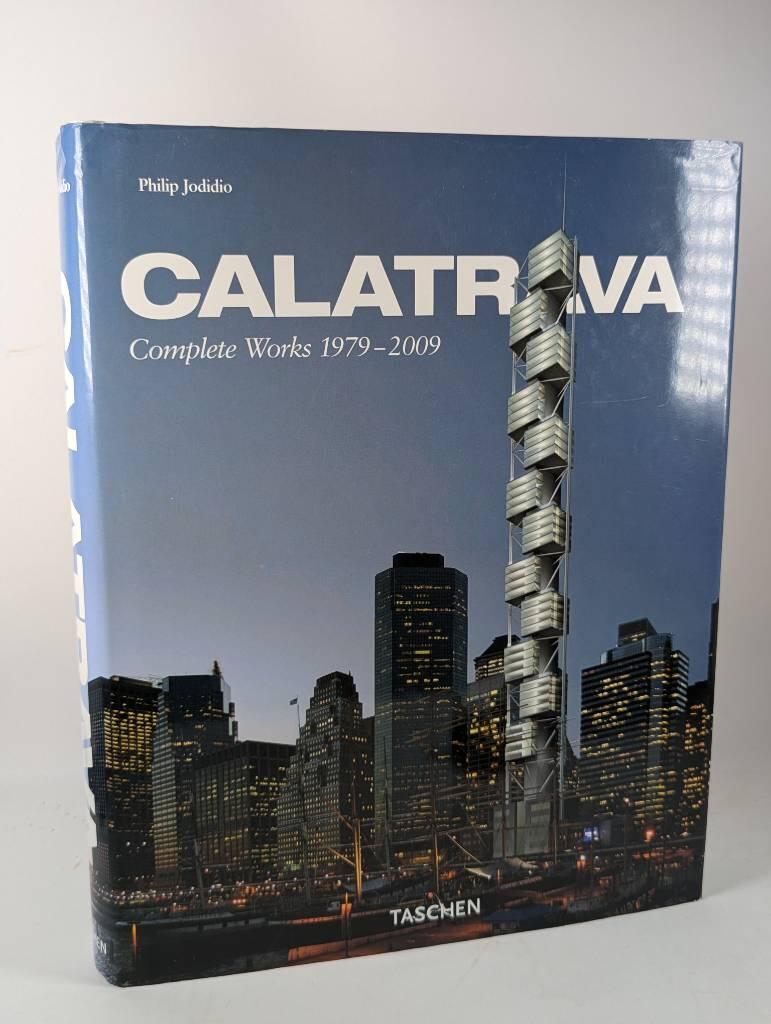 Philip Jodidio
CALATRAVA
Complete Works 1979–2009
TASCHEN